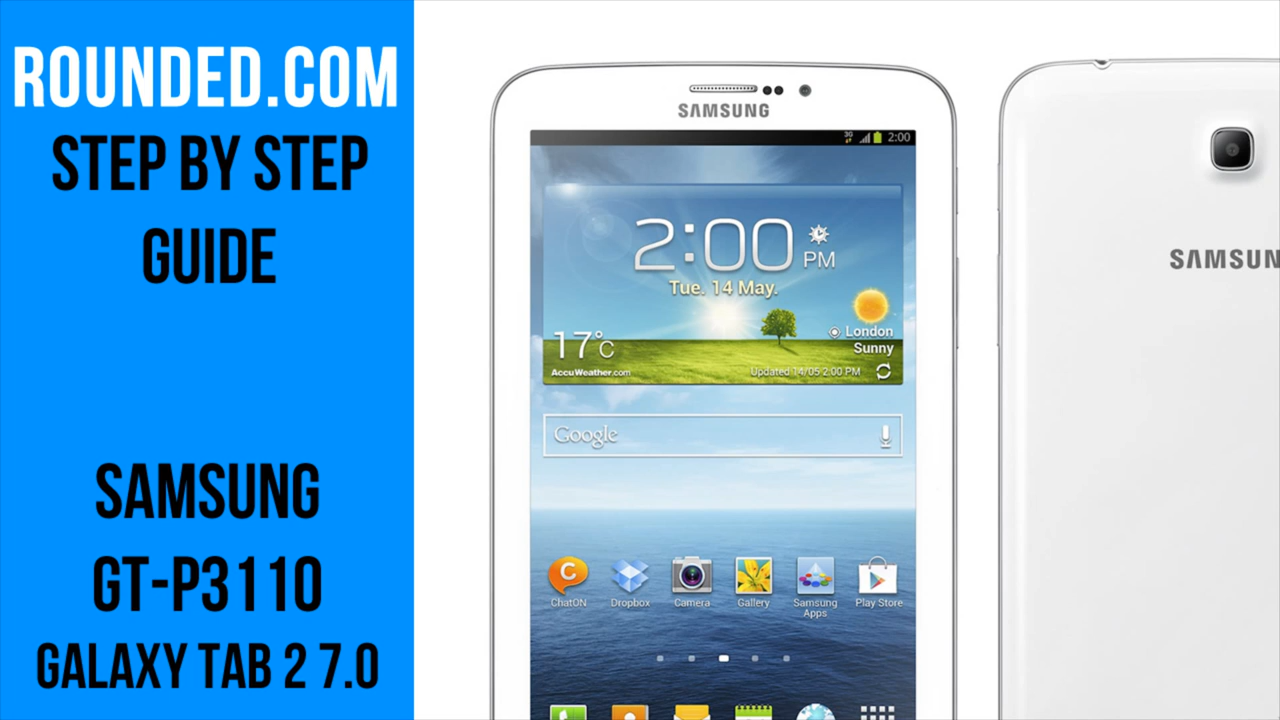 ROUNDED.COM
STEP BY STEP
GUIDE
SAMSUNG
GT-P3110
GALAXY TAB 2 7.0
SAMSUNG
3G 2:00
2:00 PM
Tue. 14 May.
London
17°C
Sunny
AccuWeather.com
Updated 14/05 2:00 PM
Google
ChatON Dropbox Camera Gallery Samsung Apps Play Store
SAMSUN